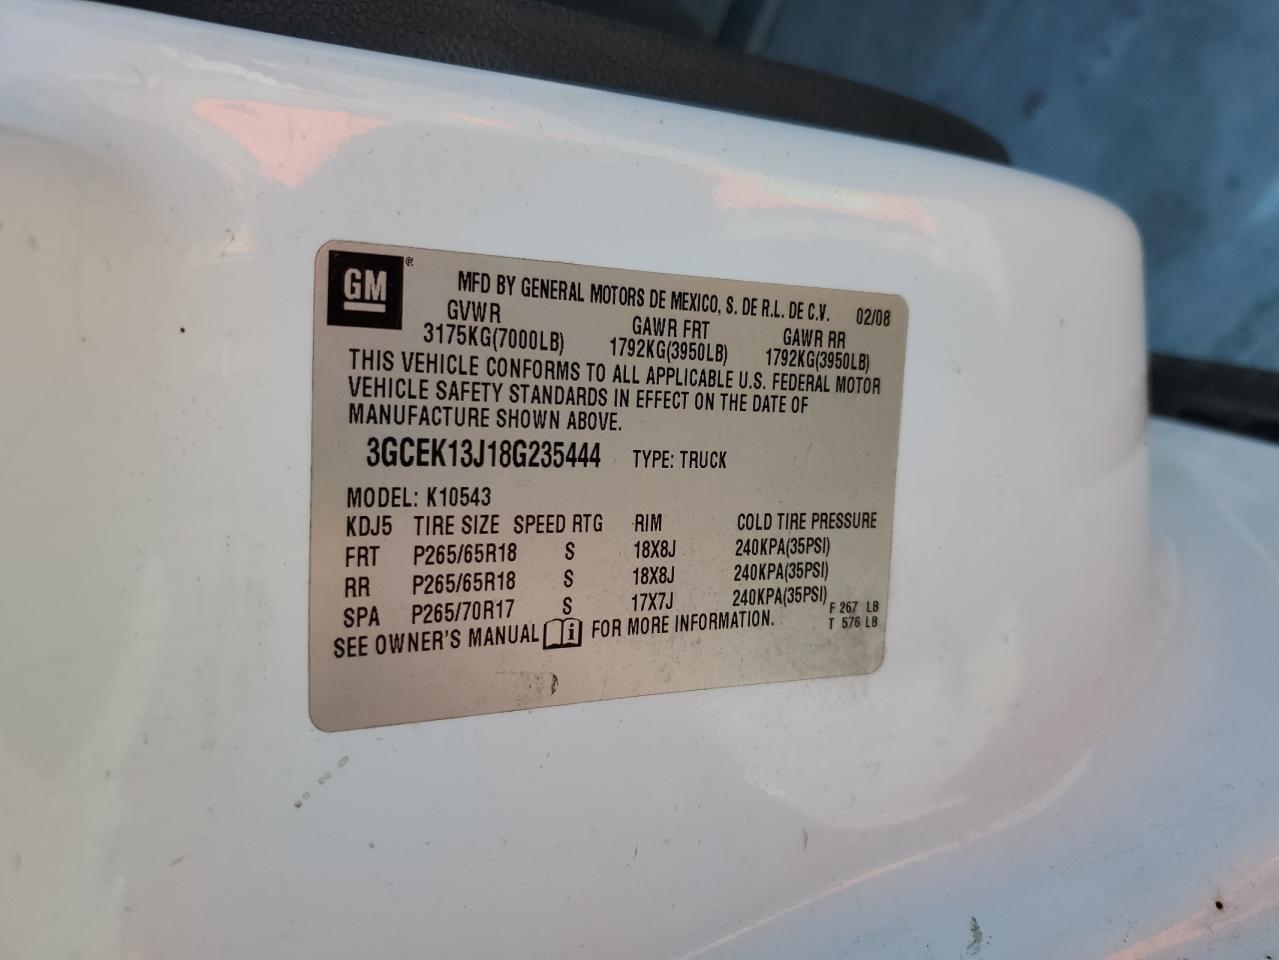 GM
MFD BY GENERAL MOTORS DE MEXICO, S. DE R.L. DE C.V. 02/08
GVWR GAWR FRT GAWR RR
3175KG(7000LB) 1792KG(3950LB) 1792KG(3950LB)
THIS VEHICLE CONFORMS TO ALL APPLICABLE U.S. FEDERAL MOTOR
VEHICLE SAFETY STANDARDS IN EFFECT ON THE DATE OF
MANUFACTURE SHOWN ABOVE.
3GCEK13J18G235444 TYPE: TRUCK
MODEL: K10543
KDJ5 TIRE SIZE SPEED RTG RIM COLD TIRE PRESSURE
FRT P265/65R18 S 18X8J 240KPA(35PSI)
RR P265/65R18 S 18X8J 240KPA(35PSI)
SPA P265/70R17 S 17X7J 240KPA(35PSI)
F 267 LB
T 576 LB
SEE OWNER'S MANUAL FOR MORE INFORMATION.